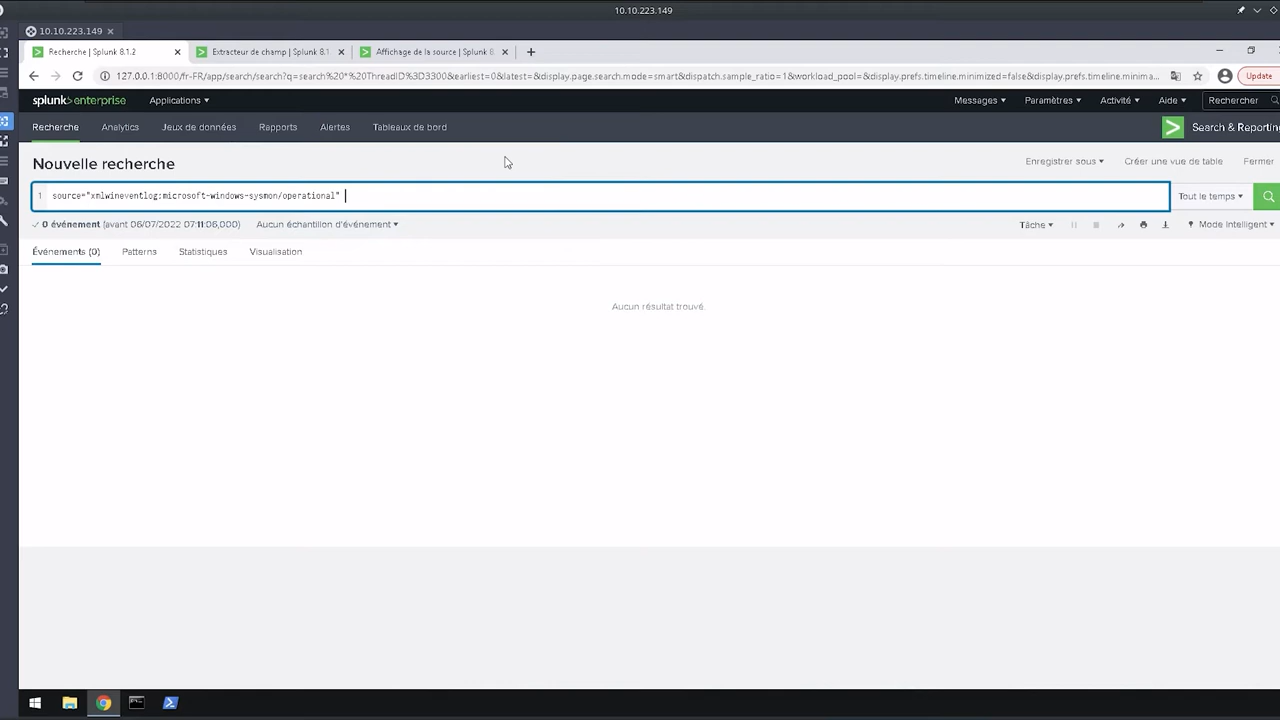 10.10.223.149
10.10.223.149
Recherche | Splunk 8.1.2
Extracteur de champ | Splunk 8.1
Affichage de la source | Splunk 8
127.0.0.1:8000/fr-FR/app/search/search?q=search%20*%20ThreadID%3D3300&earliest=0&latest=&display.page.search.mode=smart&dispatch.sample_ratio=1&workload_pool=&display.prefs.timeline.minimized=false&display.prefs.timeline.minima...
Update
splunk>enterprise
Applications
Messages
Paramètres
Activité
Aide
Rechercher
Recherche
Analytics
Jeux de données
Rapports
Alertes
Tableaux de bord
Search & Reporting
Nouvelle recherche
Enregistrer sous
Créer une vue de table
Fermer
1 source="xmlwineventlog:microsoft-windows-sysmon/operational"
Tout le temps
0 événement (avant 06/07/2022 07:11:06,000)
Aucun échantillon d'événement
Tâche
Mode Intelligent
Événements (0)
Patterns
Statistiques
Visualisation
Aucun résultat trouvé.